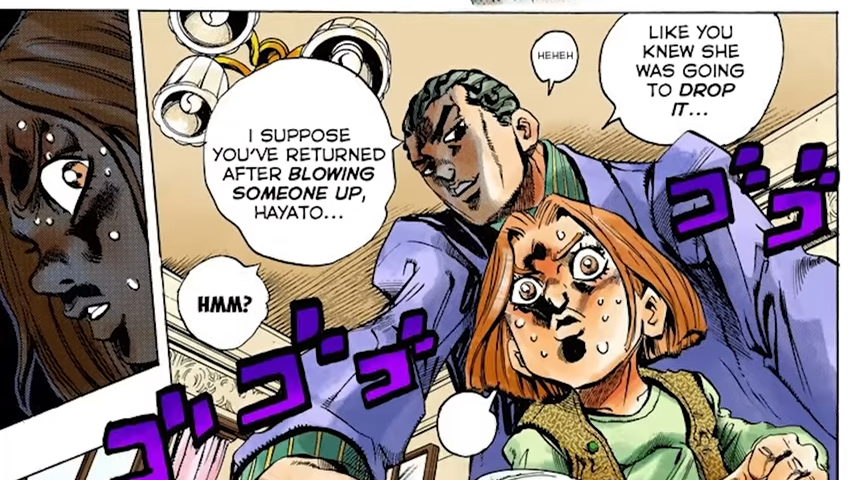 LIKE YOU
KNEW SHE
WAS GOING
TO DROP
IT...
HEHEH
I SUPPOSE
YOU'VE RETURNED
AFTER BLOWING
SOMEONE UP,
HAYATO...
HMM?
ゴゴ
ゴゴゴ